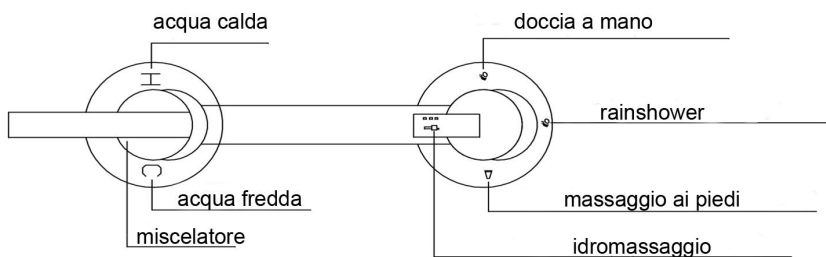 acqua calda
doccia a mano
rainshower
acqua fredda
massaggio ai piedi
miscelatore
idromassaggio